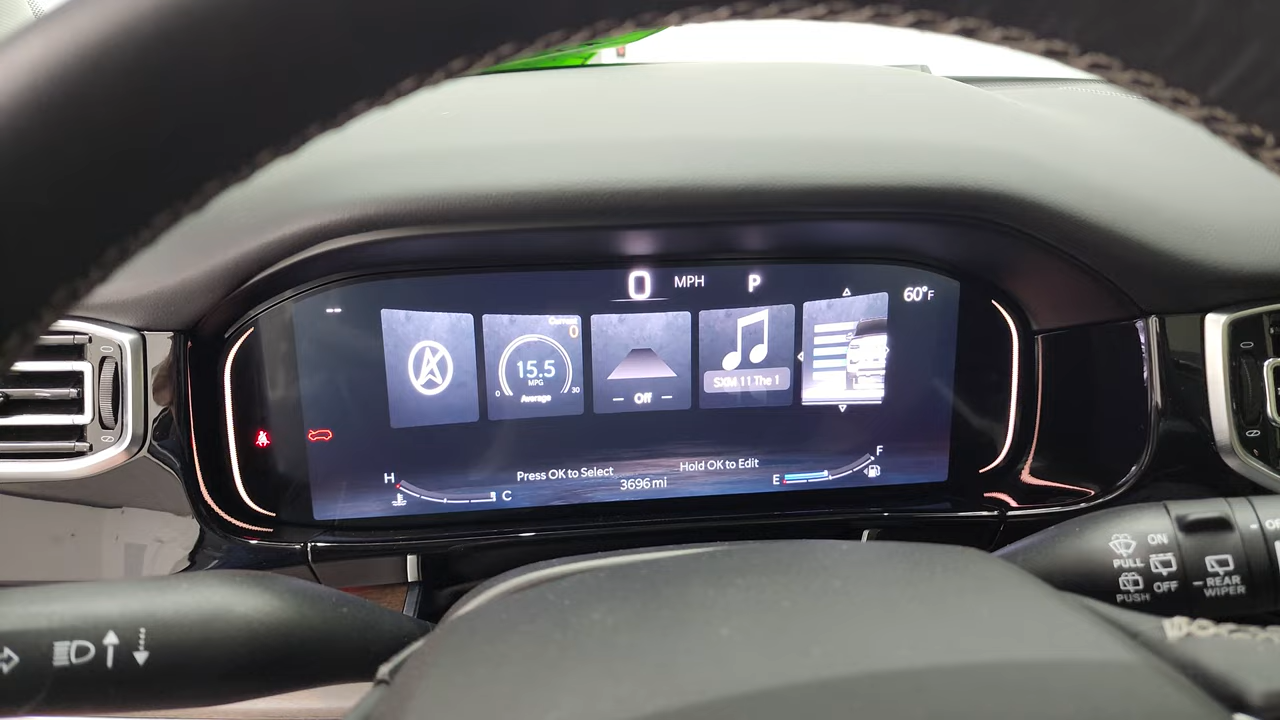 0 MPH P
--
60°F
Current
0
15.5
MPG
0 30
Average
Off
SXM 11 The 1
Press OK to Select
Hold OK to Edit
H C
3696 mi
E F
ON
PULL
OFF
PUSH
REAR
WIPER